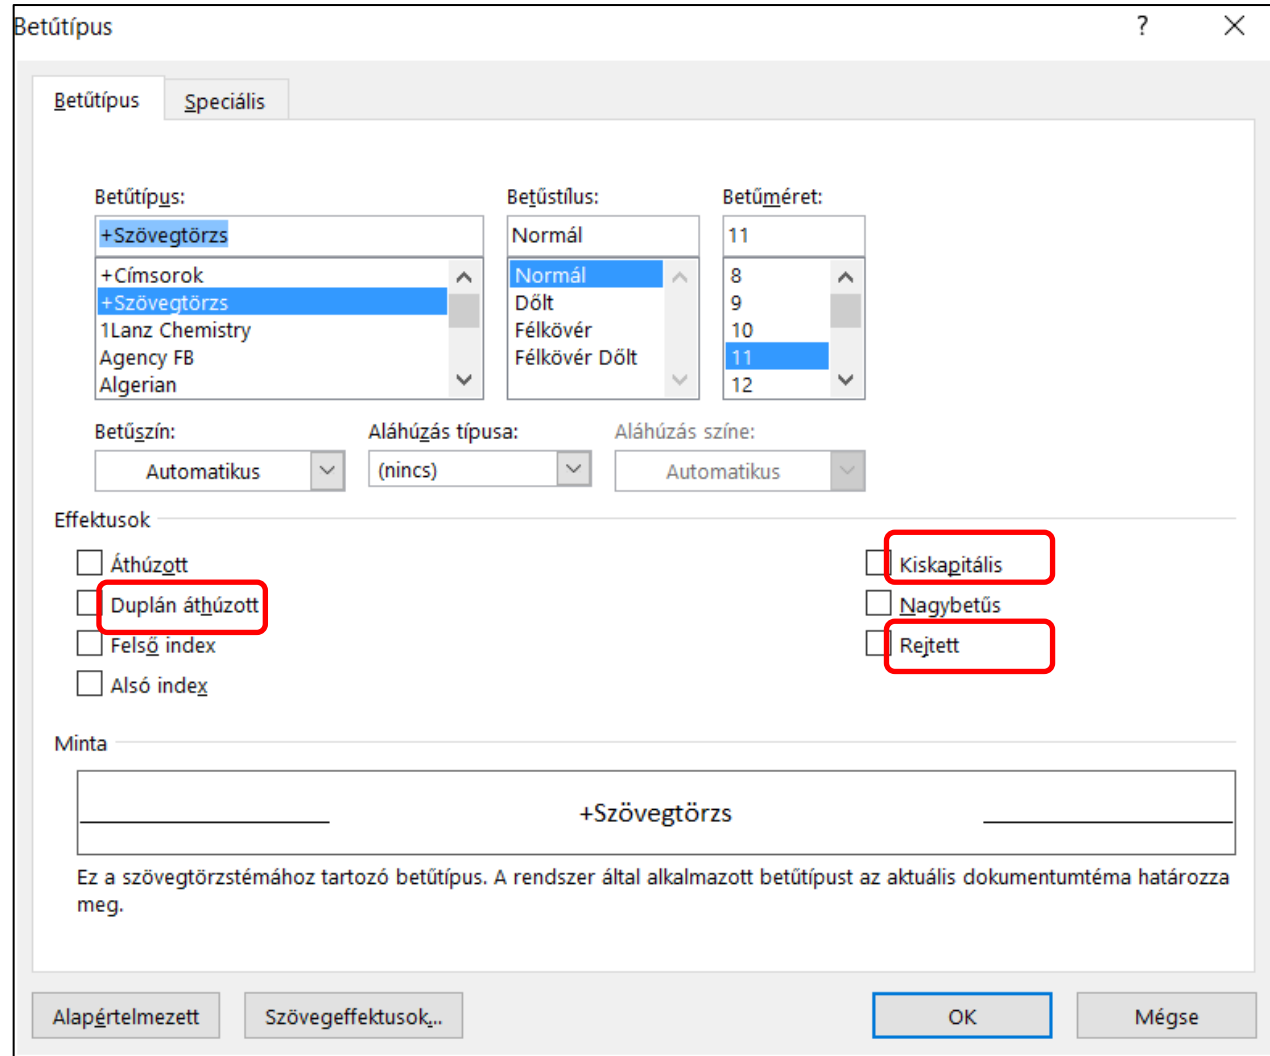 Betűtípus ?
Betűtípus Speciális
Betűtípus: Betűstílus: Betűméret:
+Szövegtörzs Normál 11
+Címsorok Normál 8
+Szövegtörzs Dőlt 9
1Lanz Chemistry Félkövér 10
Agency FB Félkövér Dőlt 11
Algerian 12
Betűszín: Aláhúzás típusa: Aláhúzás színe:
Automatikus (nincs) Automatikus
Effektusok
Áthúzott Kiskapitális
Duplán áthúzott Nagybetűs
Felső index Rejtett
Alsó index
Minta
+Szövegtörzs
Ez a szövegtörzstémához tartozó betűtípus. A rendszer által alkalmazott betűtípust az aktuális dokumentumtéma határozza
meg.
Alapértelmezett Szövegeffektusok... OK Mégse